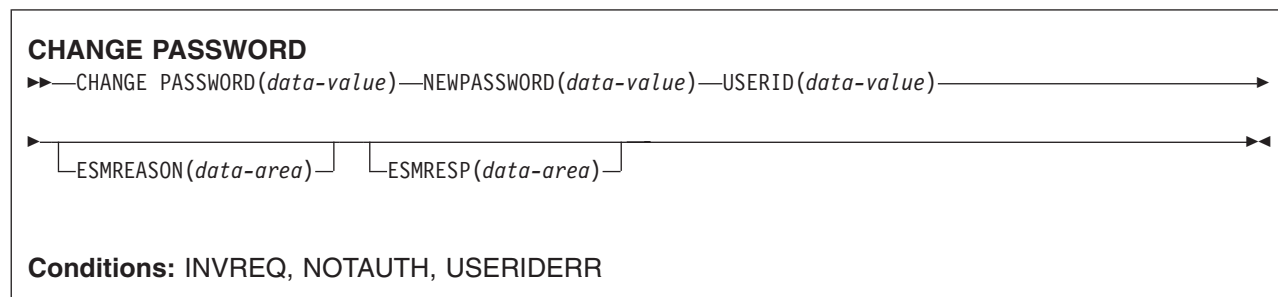 CHANGE PASSWORD
CHANGE PASSWORD(data-value) NEWPASSWORD(data-value) USERID(data-value)
ESMREASON(data-area) ESMRESP(data-area)
Conditions: INVREQ, NOTAUTH, USERIDERR